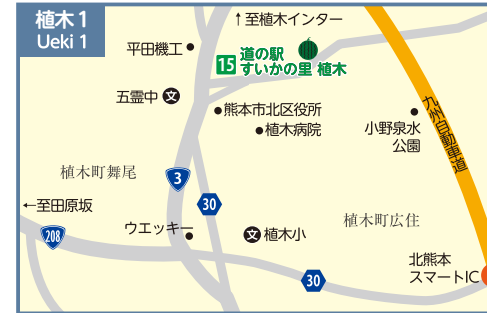 植木1
Ueki 1
↑至植木インター
平田機工
15
道の駅
すいかの里 植木
五霊中
文
熊本市北区役所
植木病院
小野泉水
公園
九州自動車道
植木町舞尾
3
←至田原坂
30
植木町広住
208
ウエッキー
文
植木小
北熊本
スマートIC
30